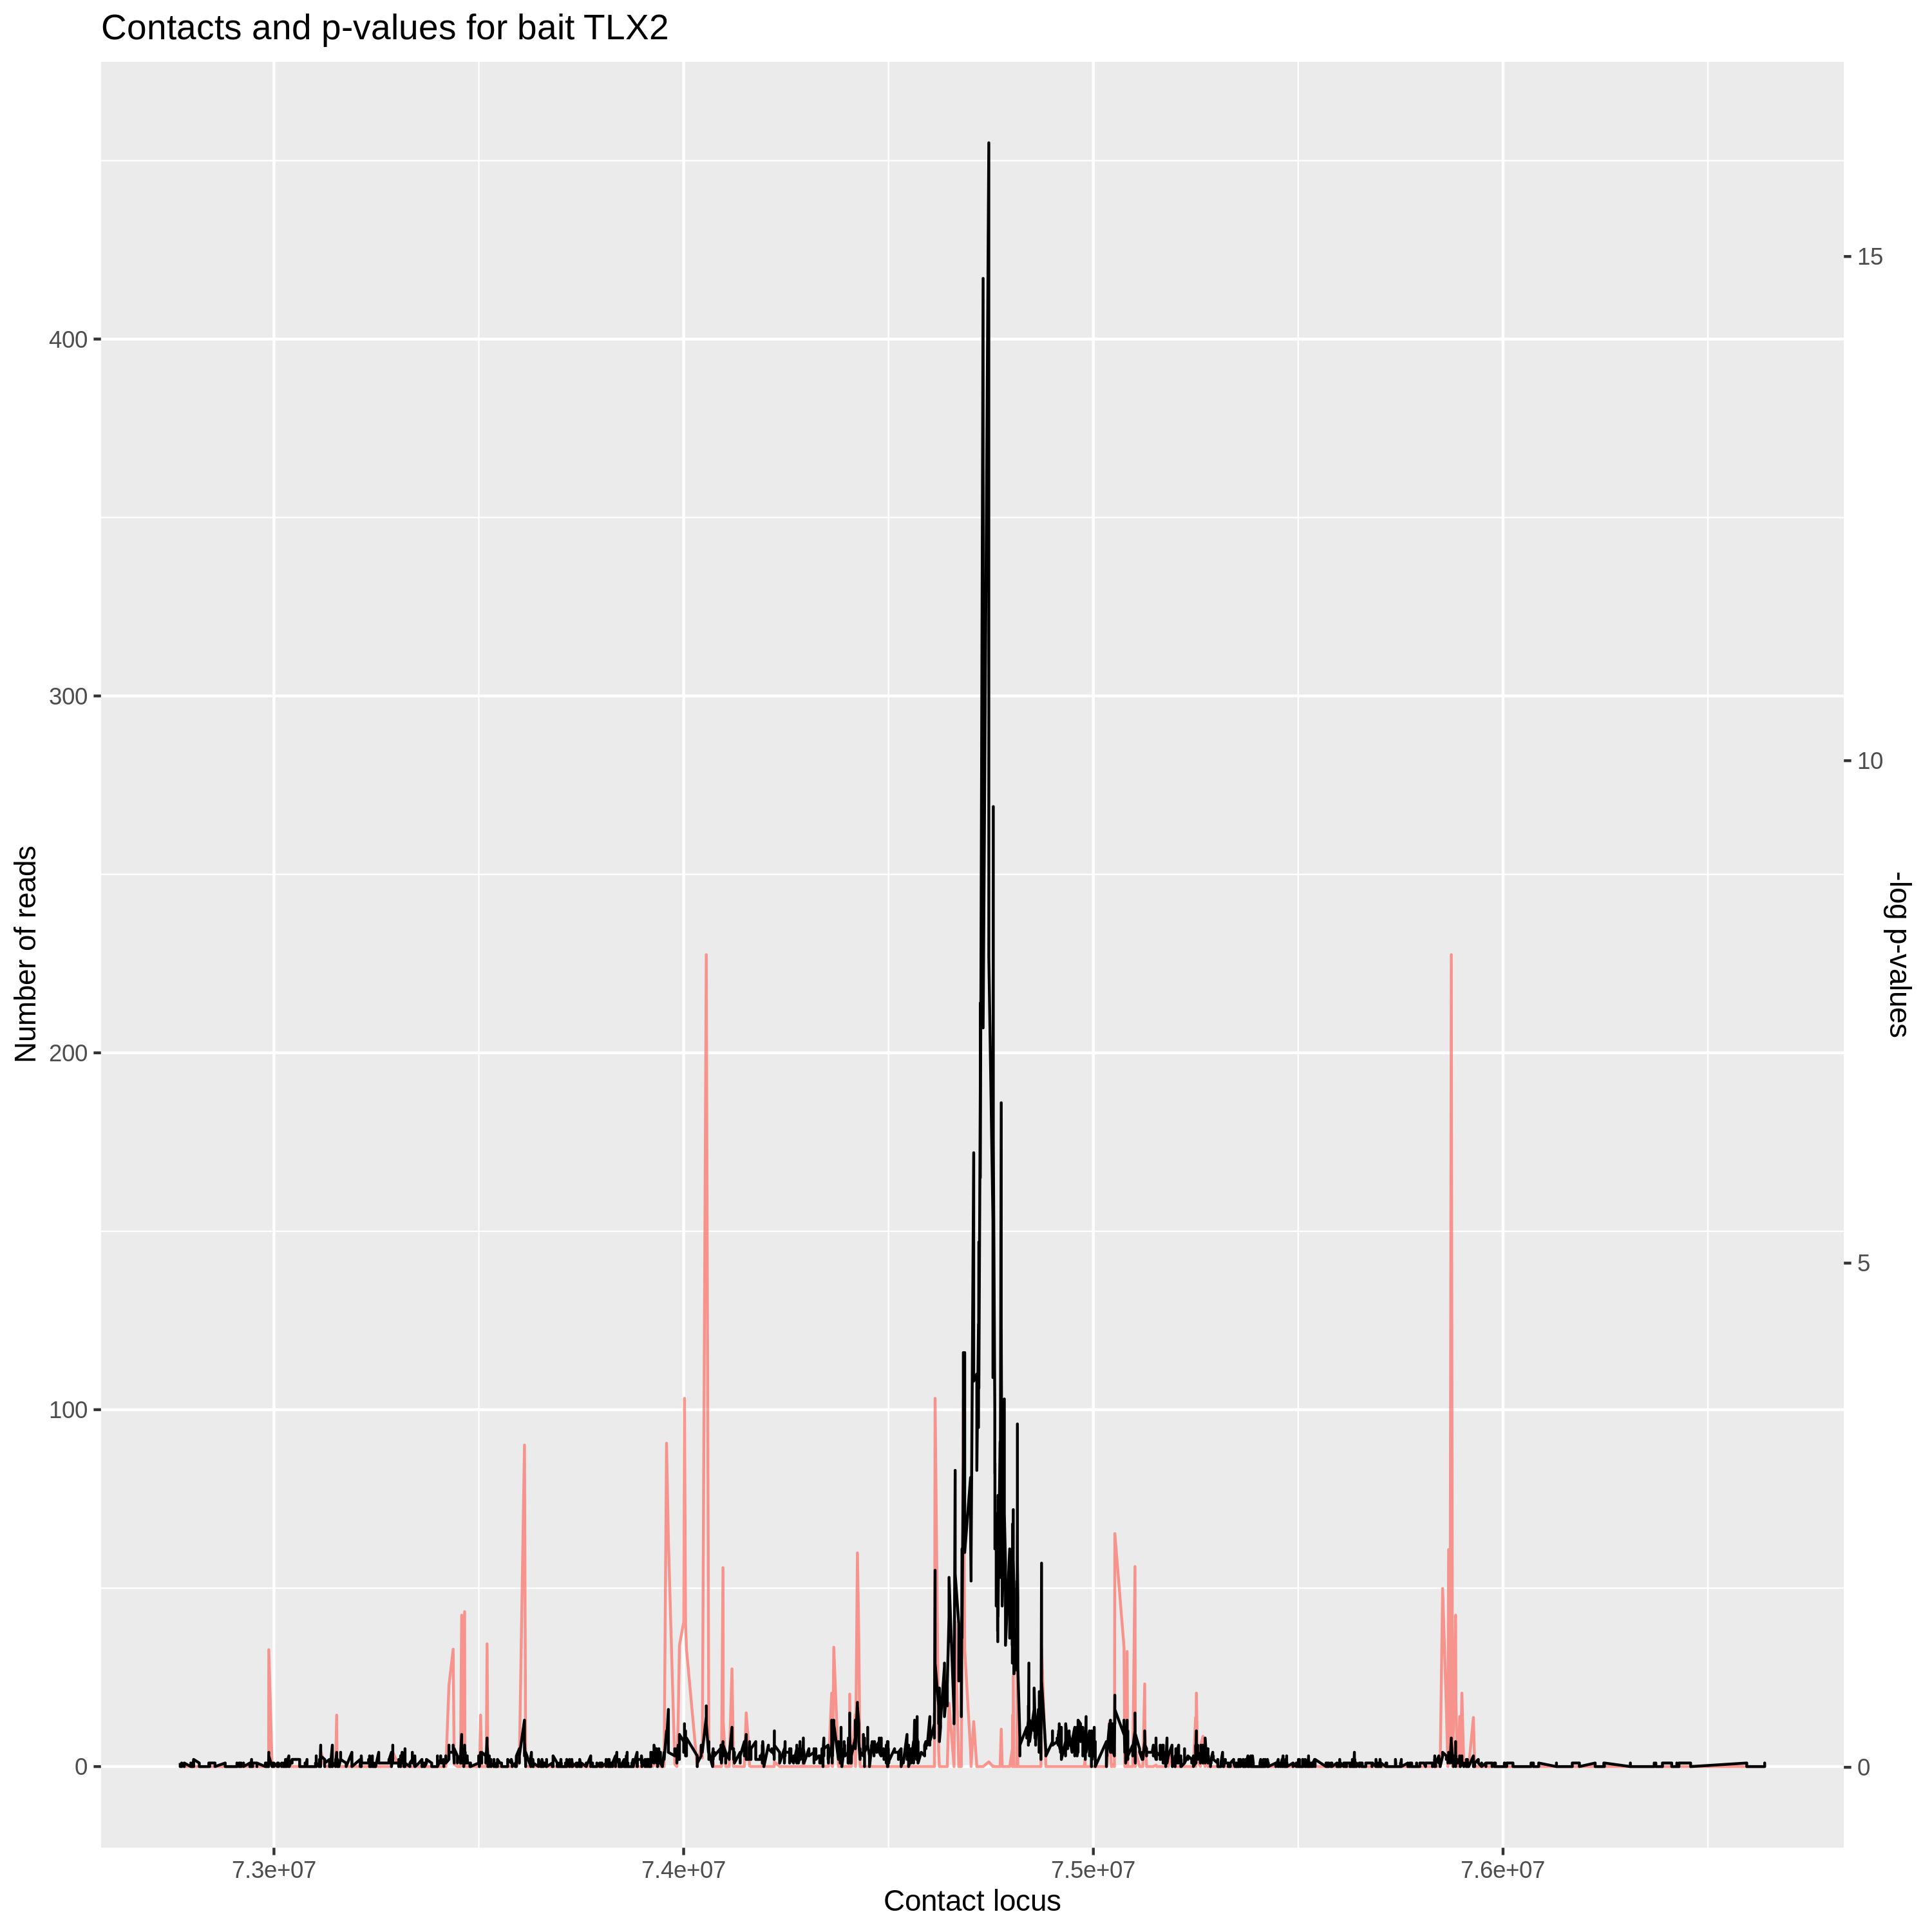 Contacts and p-values for bait TLX2
400
300
200
100
0
Number of reads
15
10
5
0
-log p-values
7.3e+07
7.4e+07
7.5e+07
7.6e+07
Contact locus